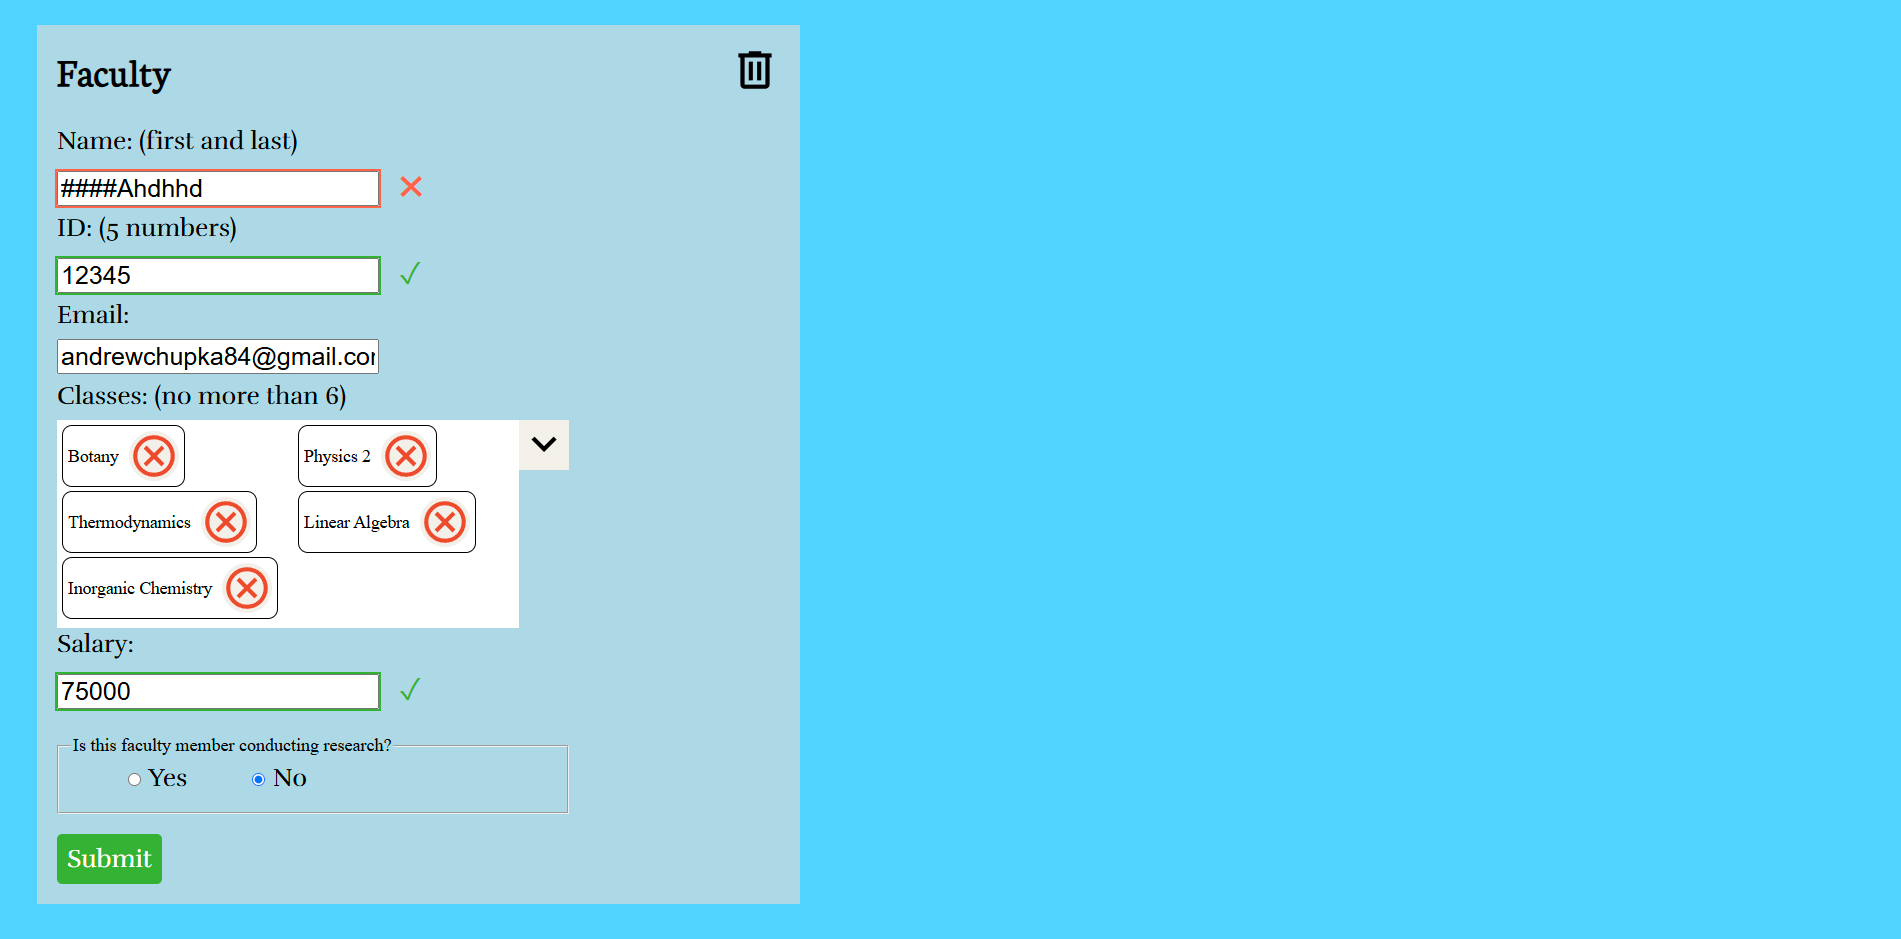 Faculty
Name: (first and last)
####Ahdhhd
ID: (5 numbers)
12345
Email:
andrewchupka84@gmail.cor
Classes: (no more than 6)
Botany Physics 2
Thermodynamics Linear Algebra
Inorganic Chemistry
Salary:
75000
Is this faculty member conducting research?
Yes No
Submit